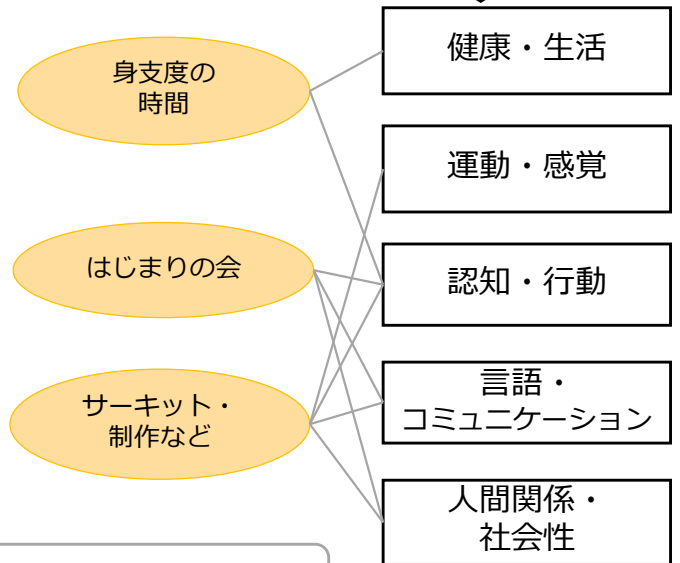 身支度の
時間
はじまりの会
サーキット・
制作など
健康・生活
運動・感覚
認知・行動
言語・
コミュニケーション
人間関係・
社会性